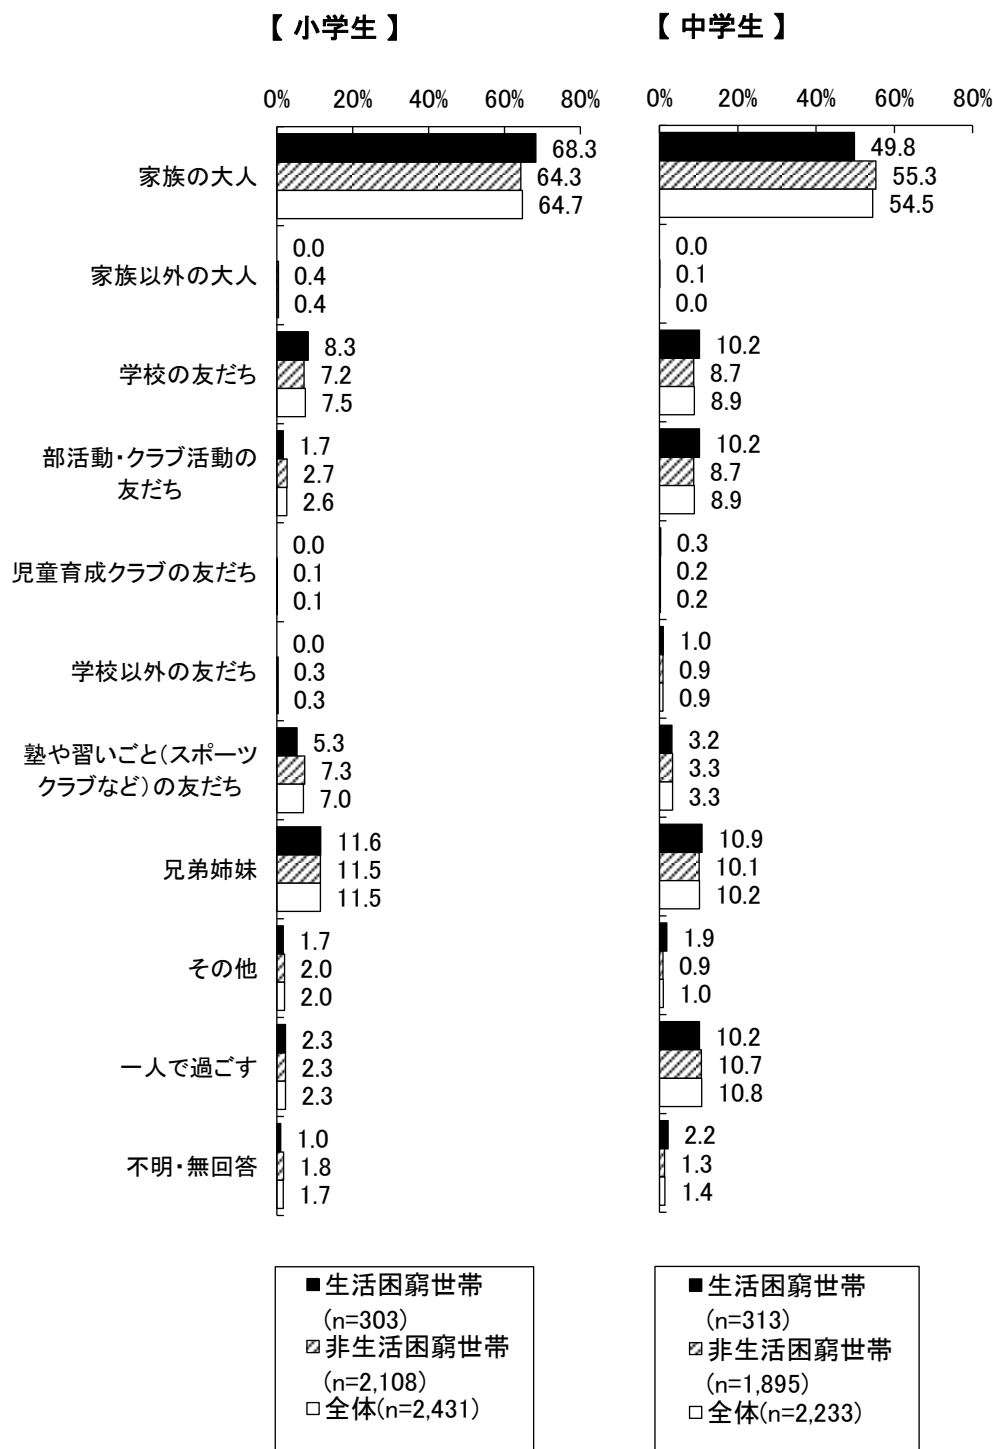 【 小学生 】
【 中学生 】
0% 20% 40% 60% 80%
0% 20% 40% 60% 80%
家族の大人
68.3
64.3
64.7
49.8
55.3
54.5
家族以外の大人
0.0
0.4
0.4
0.0
0.1
0.0
学校の友だち
8.3
7.2
7.5
10.2
8.7
8.9
部活動・クラブ活動の
友だち
1.7
2.7
2.6
10.2
8.7
8.9
児童育成クラブの友だち
0.0
0.1
0.1
0.3
0.2
0.2
学校以外の友だち
0.0
0.3
0.3
1.0
0.9
0.9
塾や習いごと(スポーツ
クラブなど)の友だち
5.3
7.3
7.0
3.2
3.3
3.3
兄弟姉妹
11.6
11.5
11.5
10.9
10.1
10.2
その他
1.7
2.0
2.0
1.9
0.9
1.0
一人で過ごす
2.3
2.3
2.3
10.2
10.7
10.8
不明・無回答
1.0
1.8
1.7
2.2
1.3
1.4
生活困窮世帯
(n=303)
非生活困窮世帯
(n=2,108)
全体(n=2,431)
生活困窮世帯
(n=313)
非生活困窮世帯
(n=1,895)
全体(n=2,233)